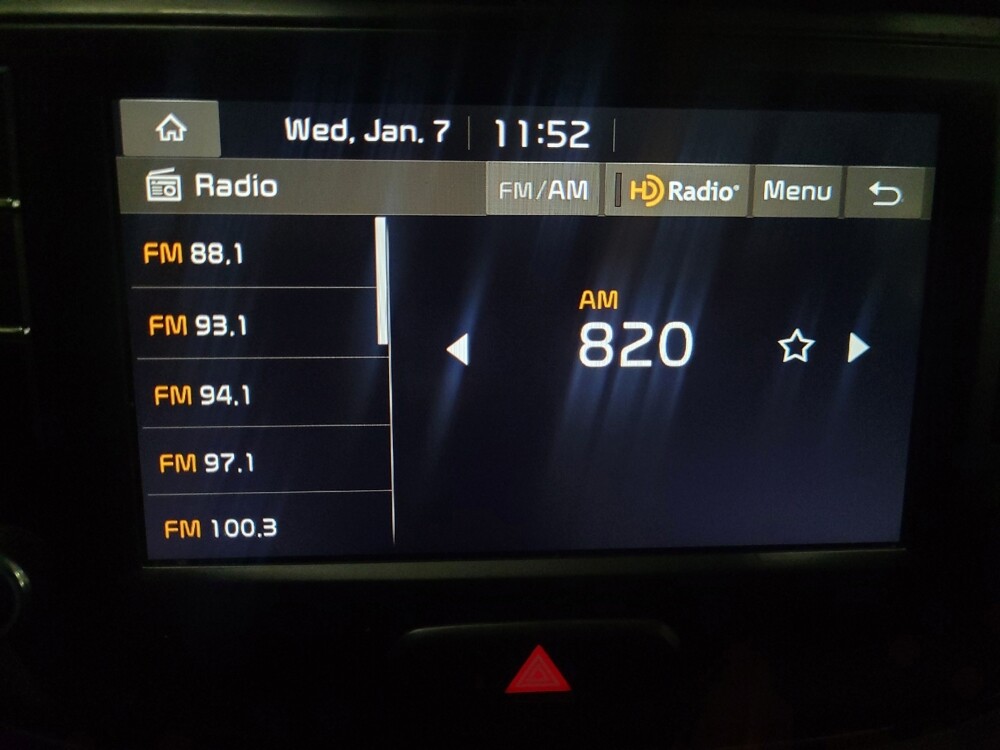 Wed, Jan. 7 11:52
Radio FM/AM HD Radio® Menu
FM 88.1
FM 93.1
FM 94.1
FM 97.1
FM 100.3
AM
820